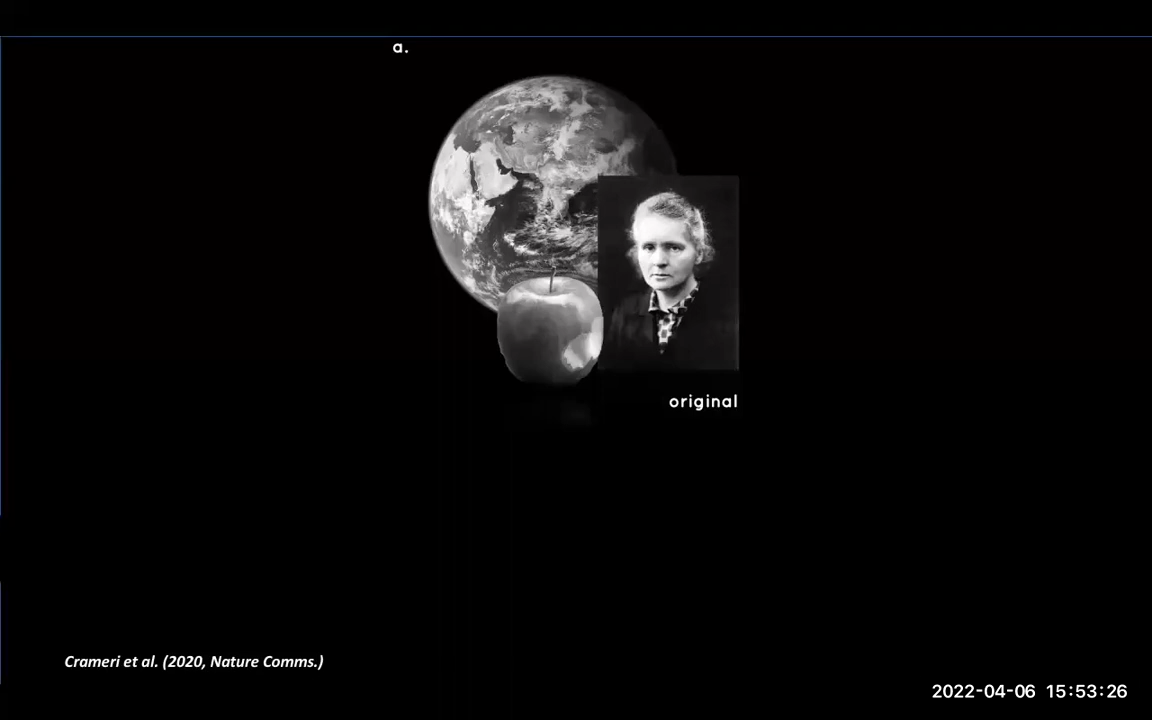 a.
original
Crameri et al. (2020, Nature Comms.)
2022-04-06 15:53:26